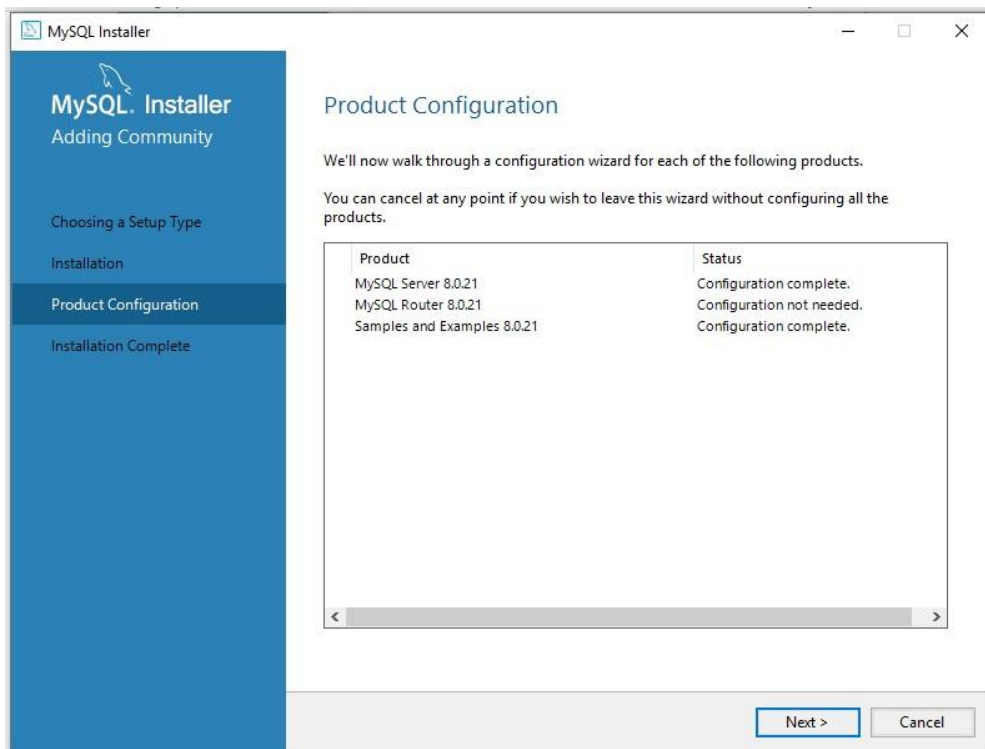 MySQL Installer
MySQL. Installer
Adding Community
Choosing a Setup Type
Installation
Product Configuration
Installation Complete
Product Configuration
We'll now walk through a configuration wizard for each of the following products.
You can cancel at any point if you wish to leave this wizard without configuring all the
products.
Product Status
MySQL Server 8.0.21 Configuration complete.
MySQL Router 8.0.21 Configuration not needed.
Samples and Examples 8.0.21 Configuration complete.
Next > Cancel